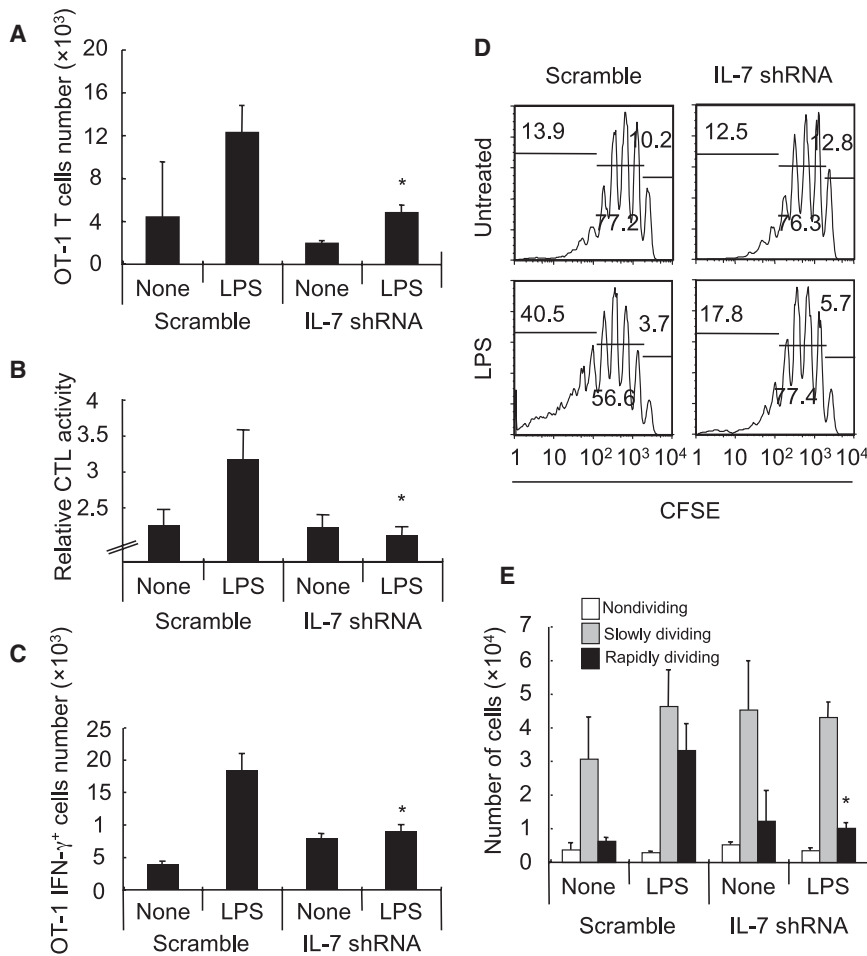 A
OT-1 T cells number (×10³)
20
16
12
8
4
0
*
None LPS None LPS
Scramble IL-7 shRNA
B
Relative CTL activity
4
3.5
3
2.5
*
None LPS None LPS
Scramble IL-7 shRNA
C
OT-1 IFN-γ⁺ cells number (×10³)
25
20
15
10
5
0
*
None LPS None LPS
Scramble IL-7 shRNA
D
Scramble IL-7 shRNA
Untreated
13.9 10.2 12.5 12.8
77.2 76.3
LPS
40.5 3.7 17.8 5.7
56.6 77.4
1 10 10² 10³ 10⁴ 1 10 10² 10³ 10⁴
CFSE
E
Nondividing
Slowly dividing
Rapidly dividing
Number of cells (×10⁴)
7
6
5
4
3
2
1
0
*
None LPS None LPS
Scramble IL-7 shRNA